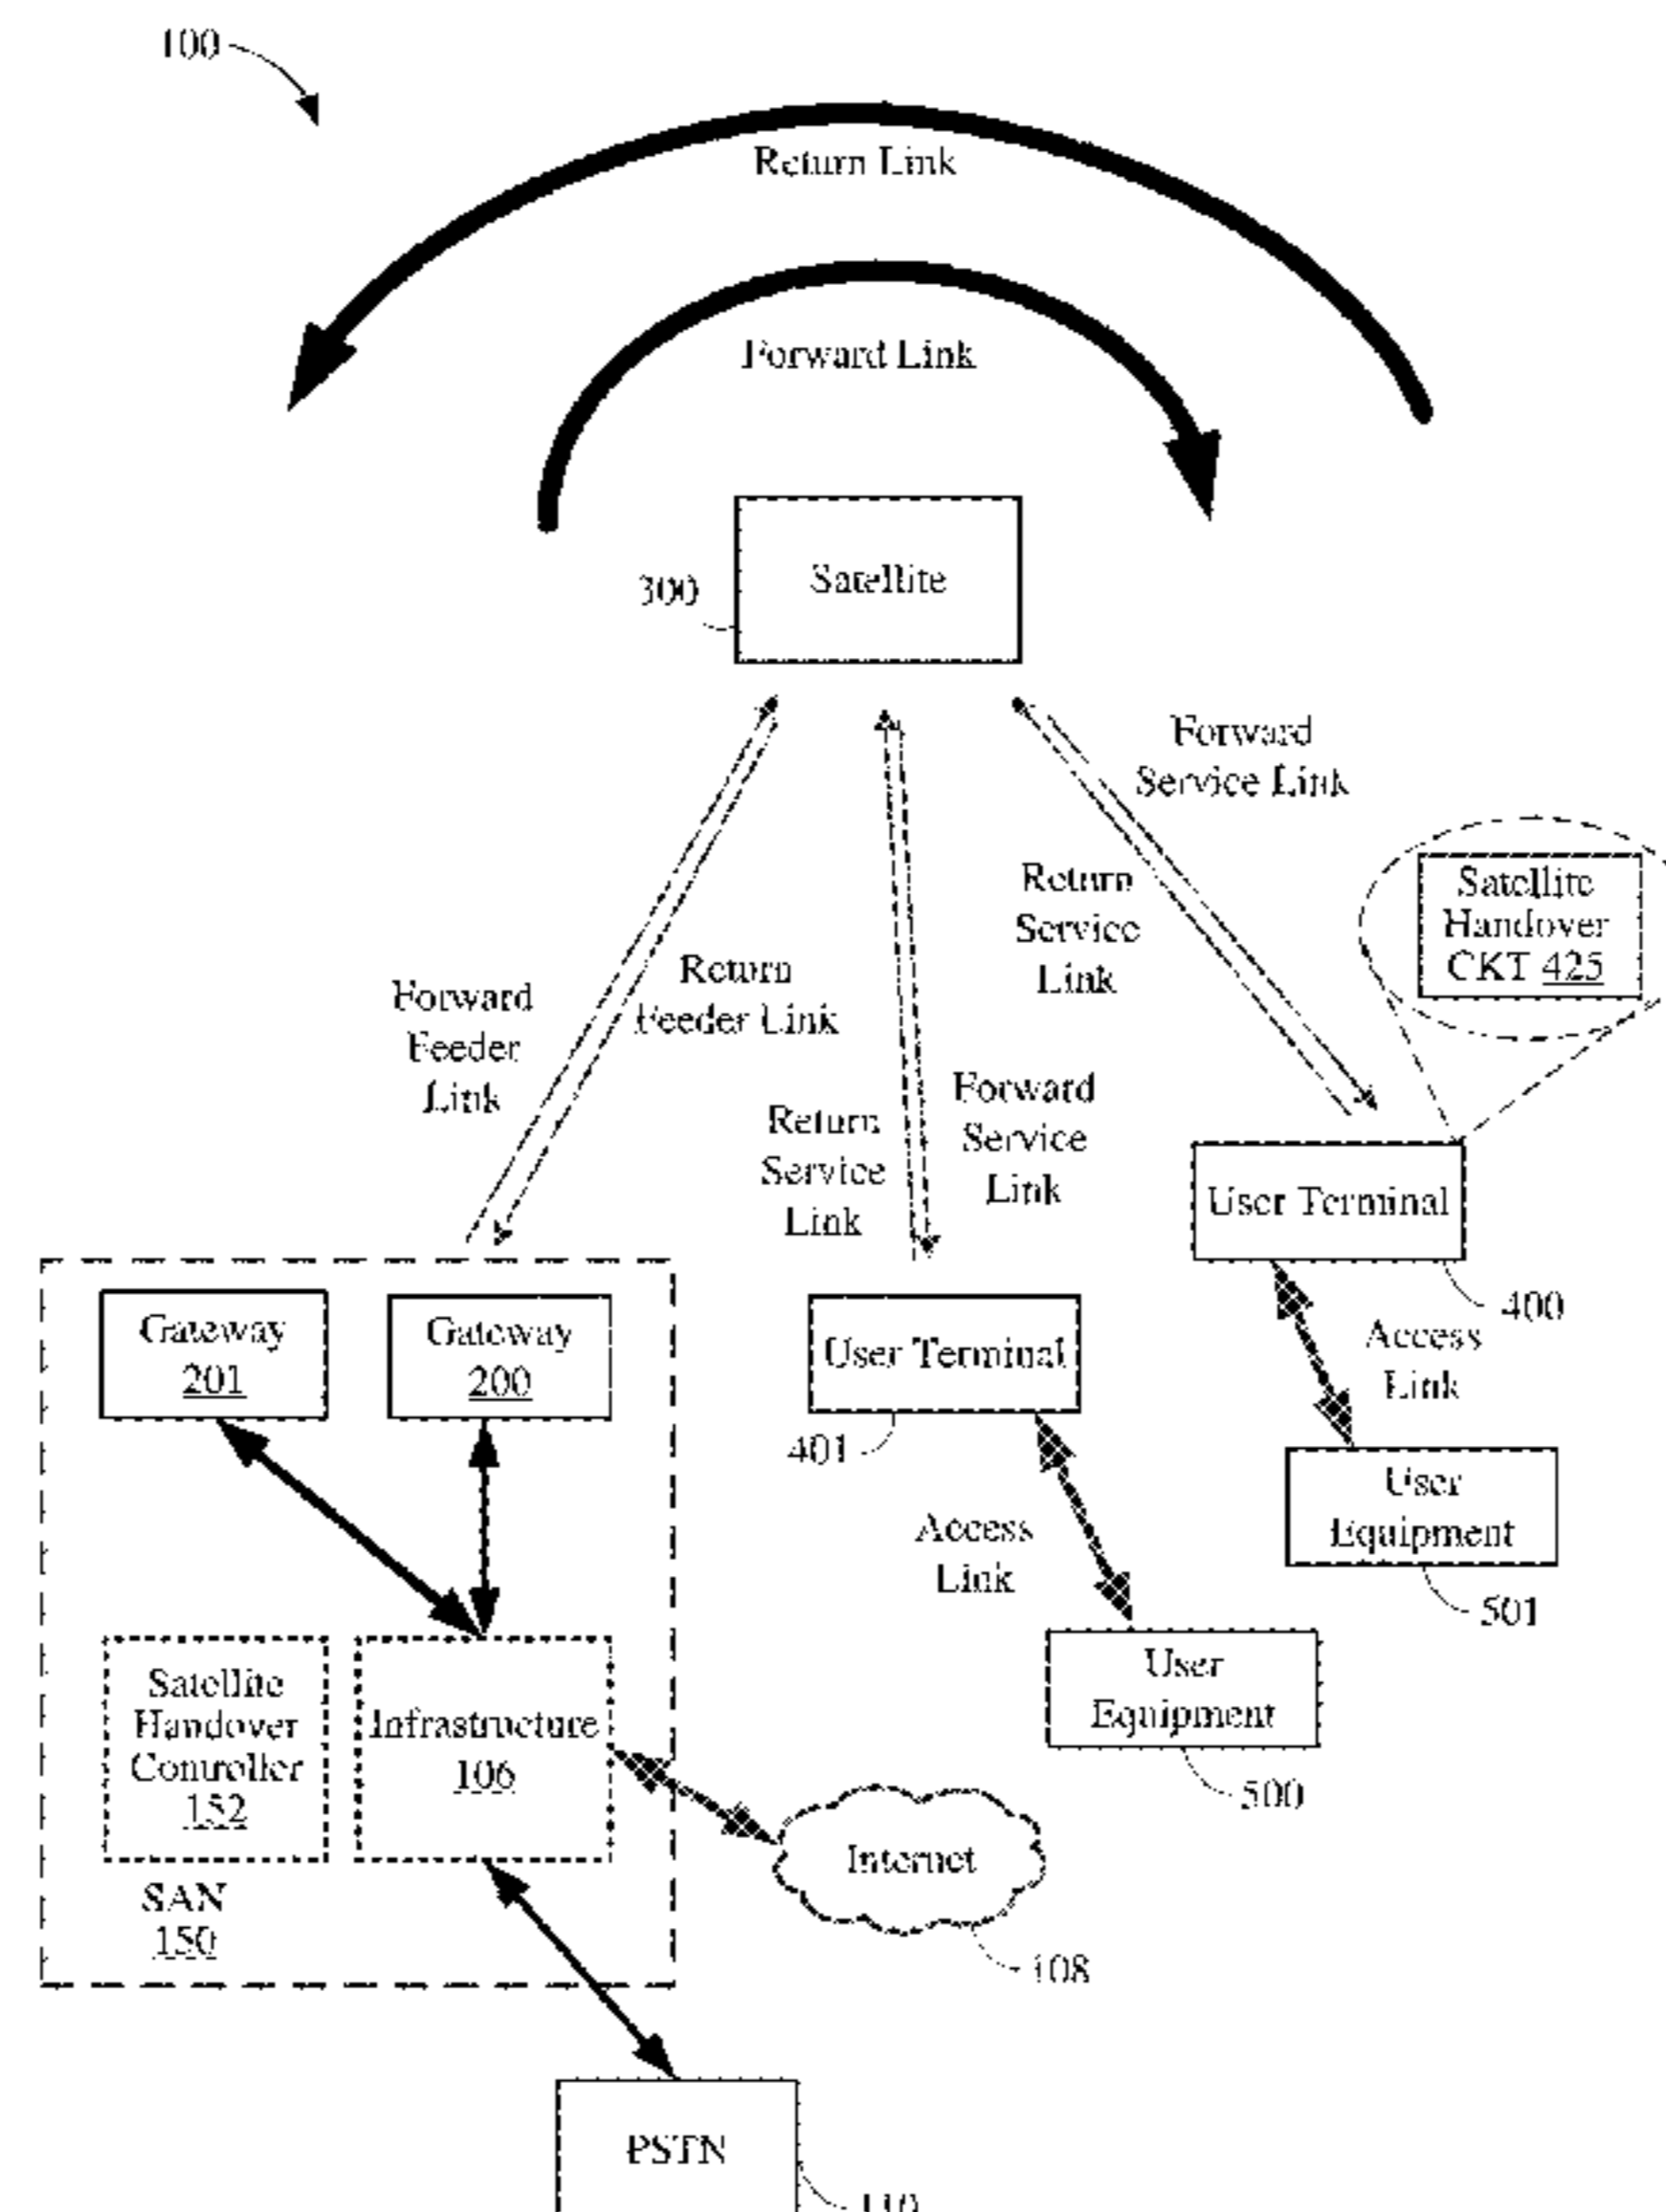 100
Return Link
Forward Link
Satellite
300
Forward
Service Link
Return
Service
Link
Satellite
Handover
CKT 425
Forward
Feeder
Link
Return
Feeder Link
Return
Service
Link
Forward
Service
Link
User Terminal
400
Gateway
201
Gateway
200
User Terminal
401
Access
Link
User
Equipment
501
Access
Link
User
Equipment
500
Satellite
Handover
Controller
152
Infrastructure
106
Internet
108
SAN
150
PSTN
110